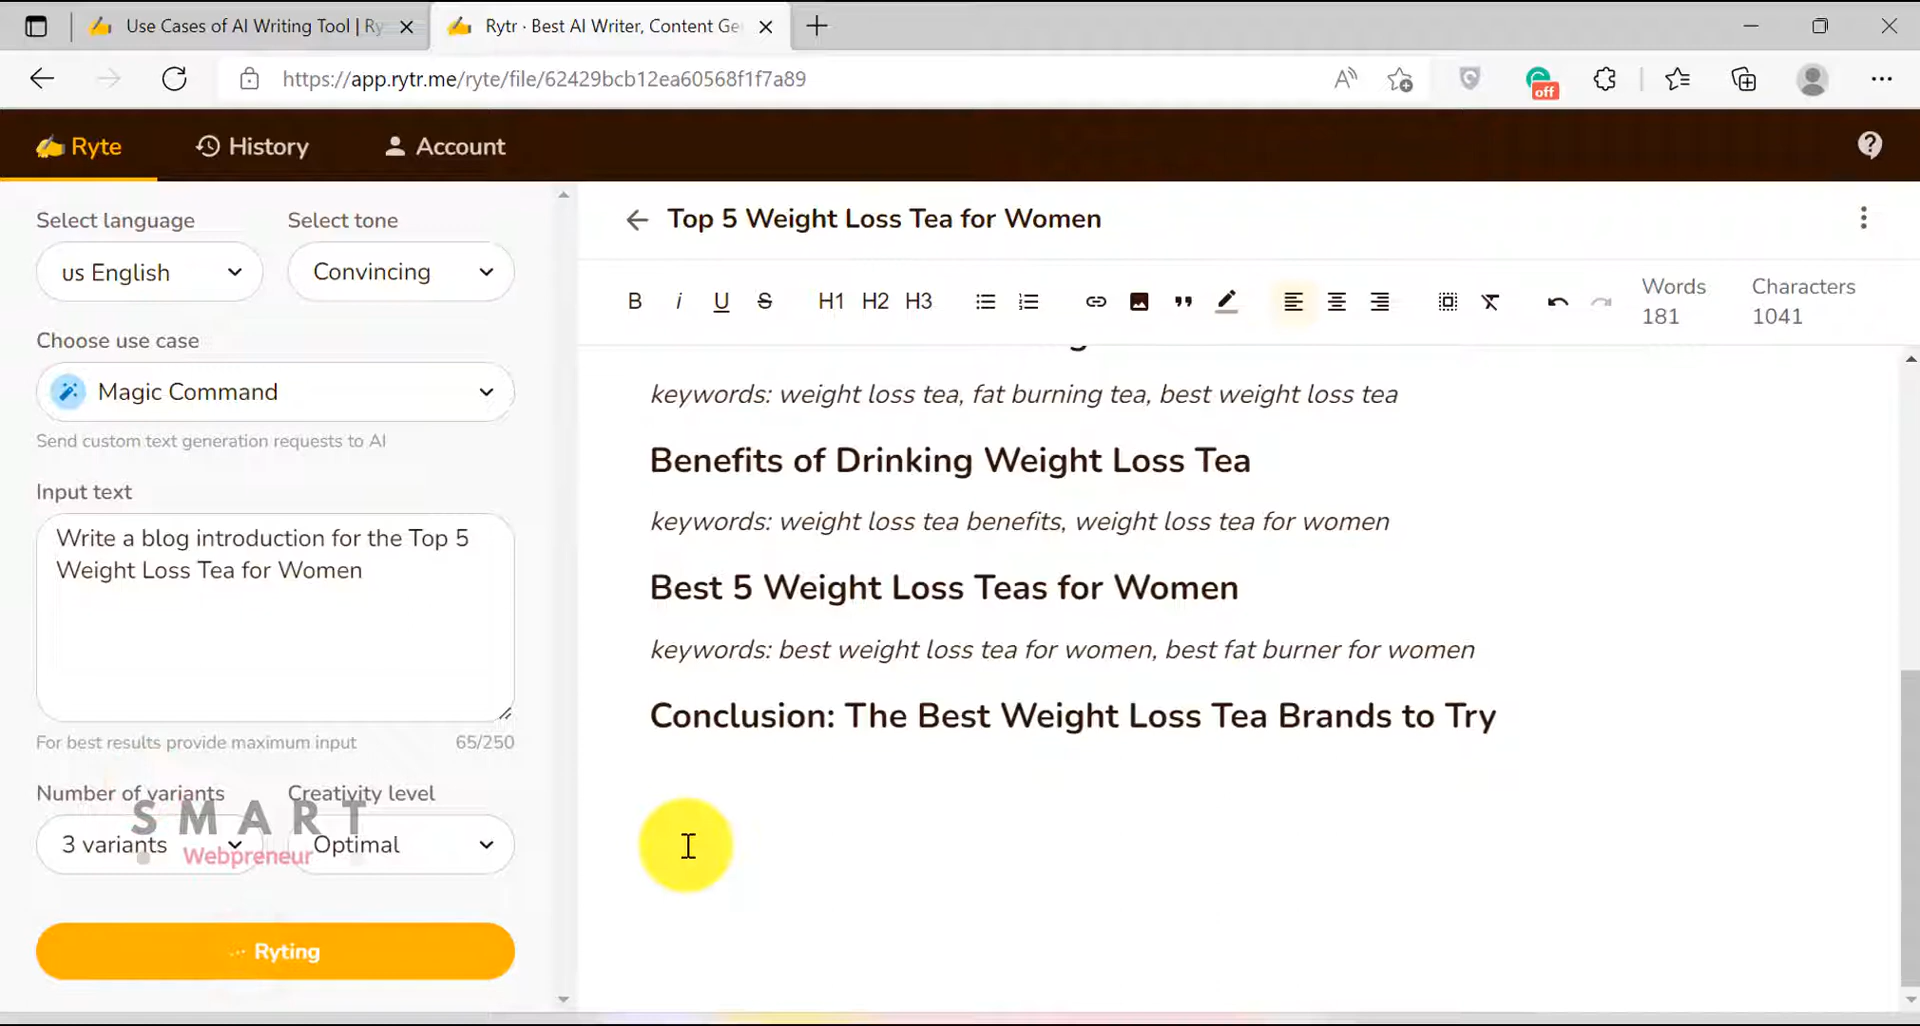 Use Cases of AI Writing Tool | Ry
Rytr · Best AI Writer, Content Ge
https://app.rytr.me/ryte/file/62429bcb12ea60568f1f7a89
off
Ryte
History
Account
Select language
Select tone
us English
Convincing
Choose use case
Magic Command
Send custom text generation requests to AI
Input text
Write a blog introduction for the Top 5
Weight Loss Tea for Women
For best results provide maximum input
65/250
Number of variants
Creativity level
SMART
3 variants
Optimal
Webpreneur
Ryting
Top 5 Weight Loss Tea for Women
B i U S H1 H2 H3
Words
181
Characters
1041
keywords: weight loss tea, fat burning tea, best weight loss tea
Benefits of Drinking Weight Loss Tea
keywords: weight loss tea benefits, weight loss tea for women
Best 5 Weight Loss Teas for Women
keywords: best weight loss tea for women, best fat burner for women
Conclusion: The Best Weight Loss Tea Brands to Try